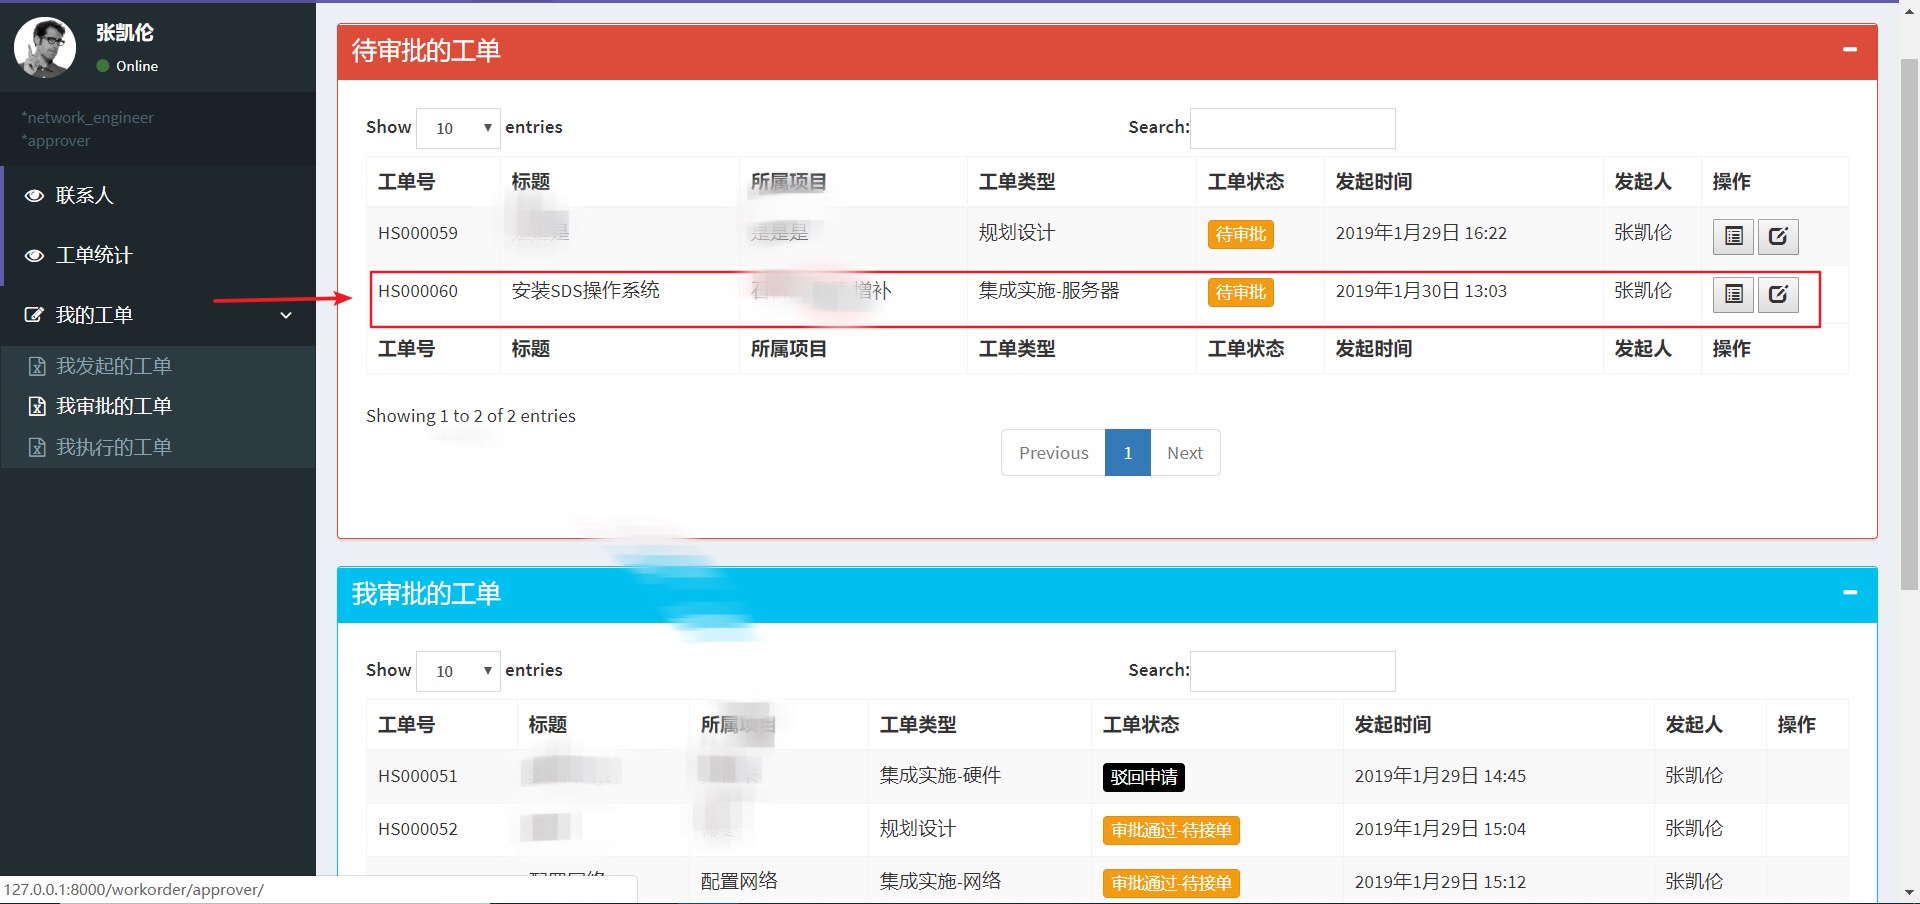 张凯伦
Online
*network_engineer
*approver
联系人
工单统计
我的工单
我发起的工单
我审批的工单
我执行的工单
待审批的工单
Show 10 entries Search:
工单号 标题 所属项目 工单类型 工单状态 发起时间 发起人 操作
HS000059 是是是 规划设计 待审批 2019年1月29日 16:22 张凯伦
HS000060 安装SDS操作系统 增补 集成实施-服务器 待审批 2019年1月30日 13:03 张凯伦
工单号 标题 所属项目 工单类型 工单状态 发起时间 发起人 操作
Showing 1 to 2 of 2 entries
Previous 1 Next
我审批的工单
Show 10 entries Search:
工单号 标题 所属项目 工单类型 工单状态 发起时间 发起人 操作
HS000051 集成实施-硬件 驳回申请 2019年1月29日 14:45 张凯伦
HS000052 规划设计 审批通过-待接单 2019年1月29日 15:04 张凯伦
配置网络 配置网络 集成实施-网络 审批通过-待接单 2019年1月29日 15:12 张凯伦
127.0.0.1:8000/workorder/approver/